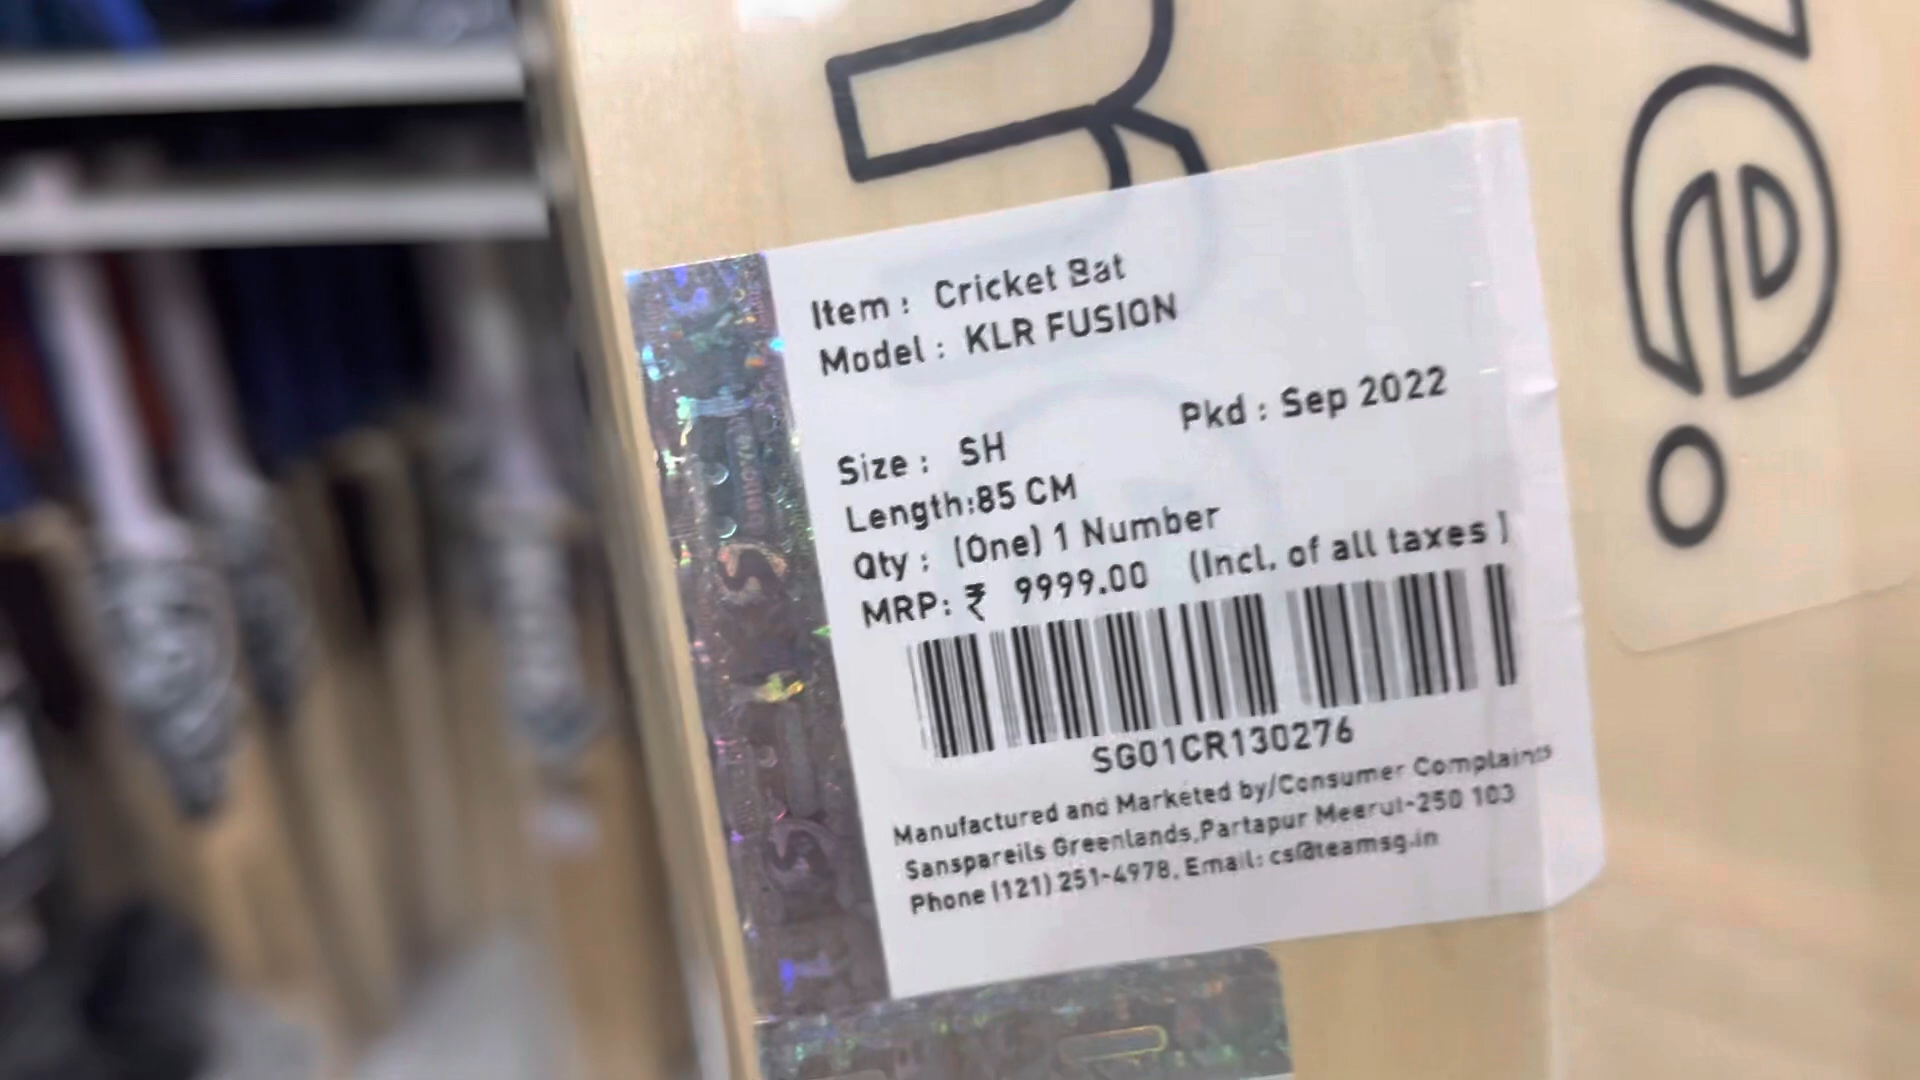 Item : Cricket Bat
Model : KLR FUSION
Pkd : Sep 2022
Size : SH
Length:85 CM
Qty : (One) 1 Number
MRP: ₹ 9999.00 (Incl. of all taxes )
SG01CR130276
Manufactured and Marketed by/Consumer Complaints
Sanspareils Greenlands,Partapur Meerut-250 103
Phone (121) 251-4978, Email: cs@teamsg.in